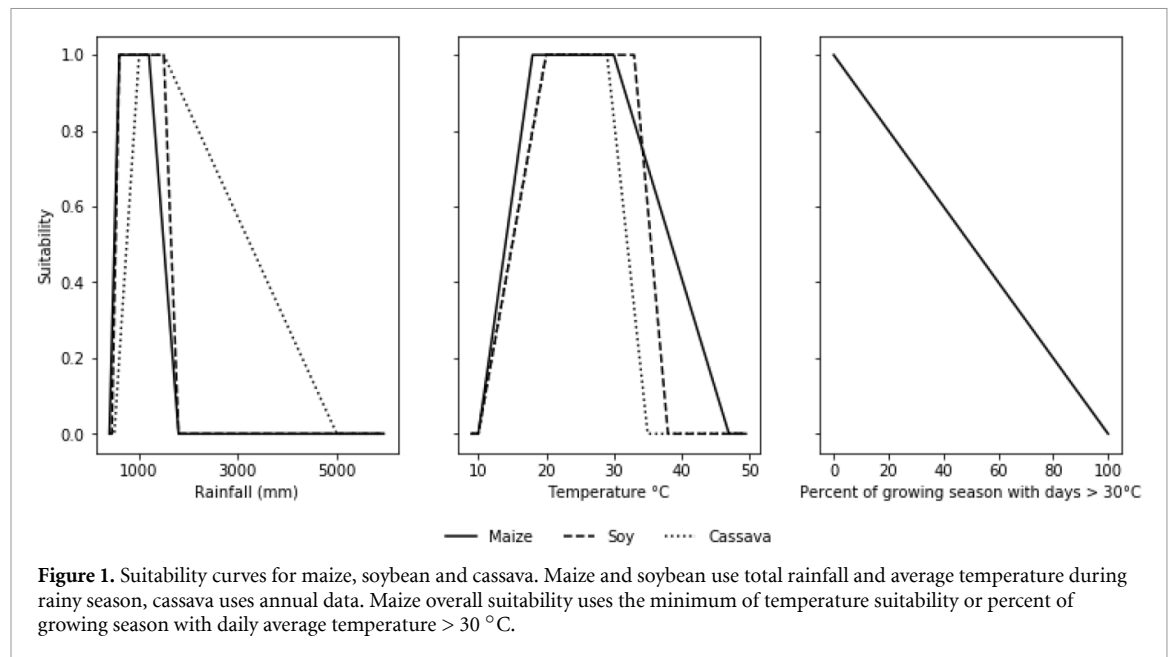 1.0
0.8
0.6
0.4
0.2
0.0
Suitability
1000 3000 5000
Rainfall (mm)
10 20 30 40 50
Temperature °C
0 20 40 60 80 100
Percent of growing season with days > 30°C
Maize Soy Cassava
Figure 1. Suitability curves for maize, soybean and cassava. Maize and soybean use total rainfall and average temperature during
rainy season, cassava uses annual data. Maize overall suitability uses the minimum of temperature suitability or percent of
growing season with daily average temperature > 30 °C.